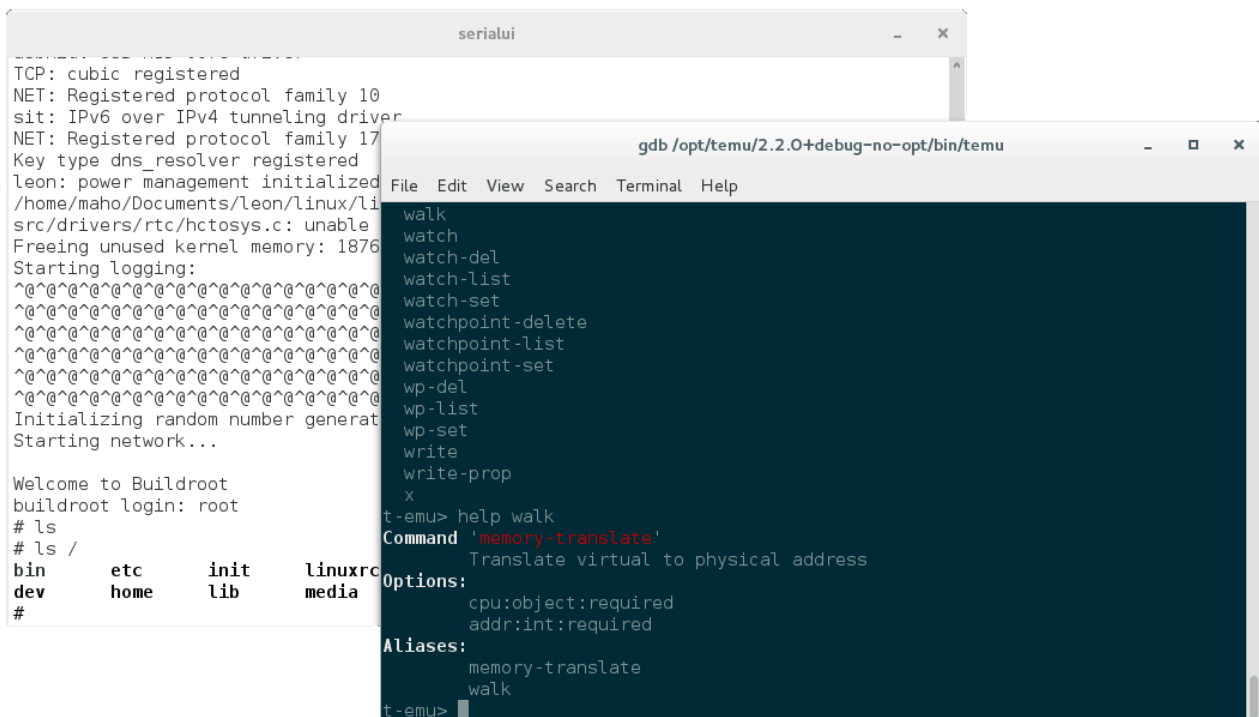 serialui
TCP: cubic registered
NET: Registered protocol family 10
sit: IPv6 over IPv4 tunneling driver
NET: Registered protocol family 17
Key type dns_resolver registered
leon: power management initialized
/home/maho/Documents/leon/linux/li
src/drivers/rtc/hctosys.c: unable
Freeing unused kernel memory: 1876
Starting logging:
^@^@^@^@^@^@^@^@^@^@^@^@^@^@^@^@^@
^@^@^@^@^@^@^@^@^@^@^@^@^@^@^@^@^@
^@^@^@^@^@^@^@^@^@^@^@^@^@^@^@^@^@
^@^@^@^@^@^@^@^@^@^@^@^@^@^@^@^@^@
^@^@^@^@^@^@^@^@^@^@^@^@^@^@^@^@^@
^@^@^@^@^@^@^@^@^@^@^@^@^@^@^@^@^@
Initializing random number generat
Starting network...
Welcome to Buildroot
buildroot login: root
# ls
# ls /
bin etc init linuxrc
dev home lib media
#
gdb /opt/temu/2.2.0+debug-no-opt/bin/temu
File Edit View Search Terminal Help
walk
watch
watch-del
watch-list
watch-set
watchpoint-delete
watchpoint-list
watchpoint-set
wp-del
wp-list
wp-set
write
write-prop
x
t-emu> help walk
Command 'memory-translate'
Translate virtual to physical address
Options:
cpu:object:required
addr:int:required
Aliases:
memory-translate
walk
t-emu>